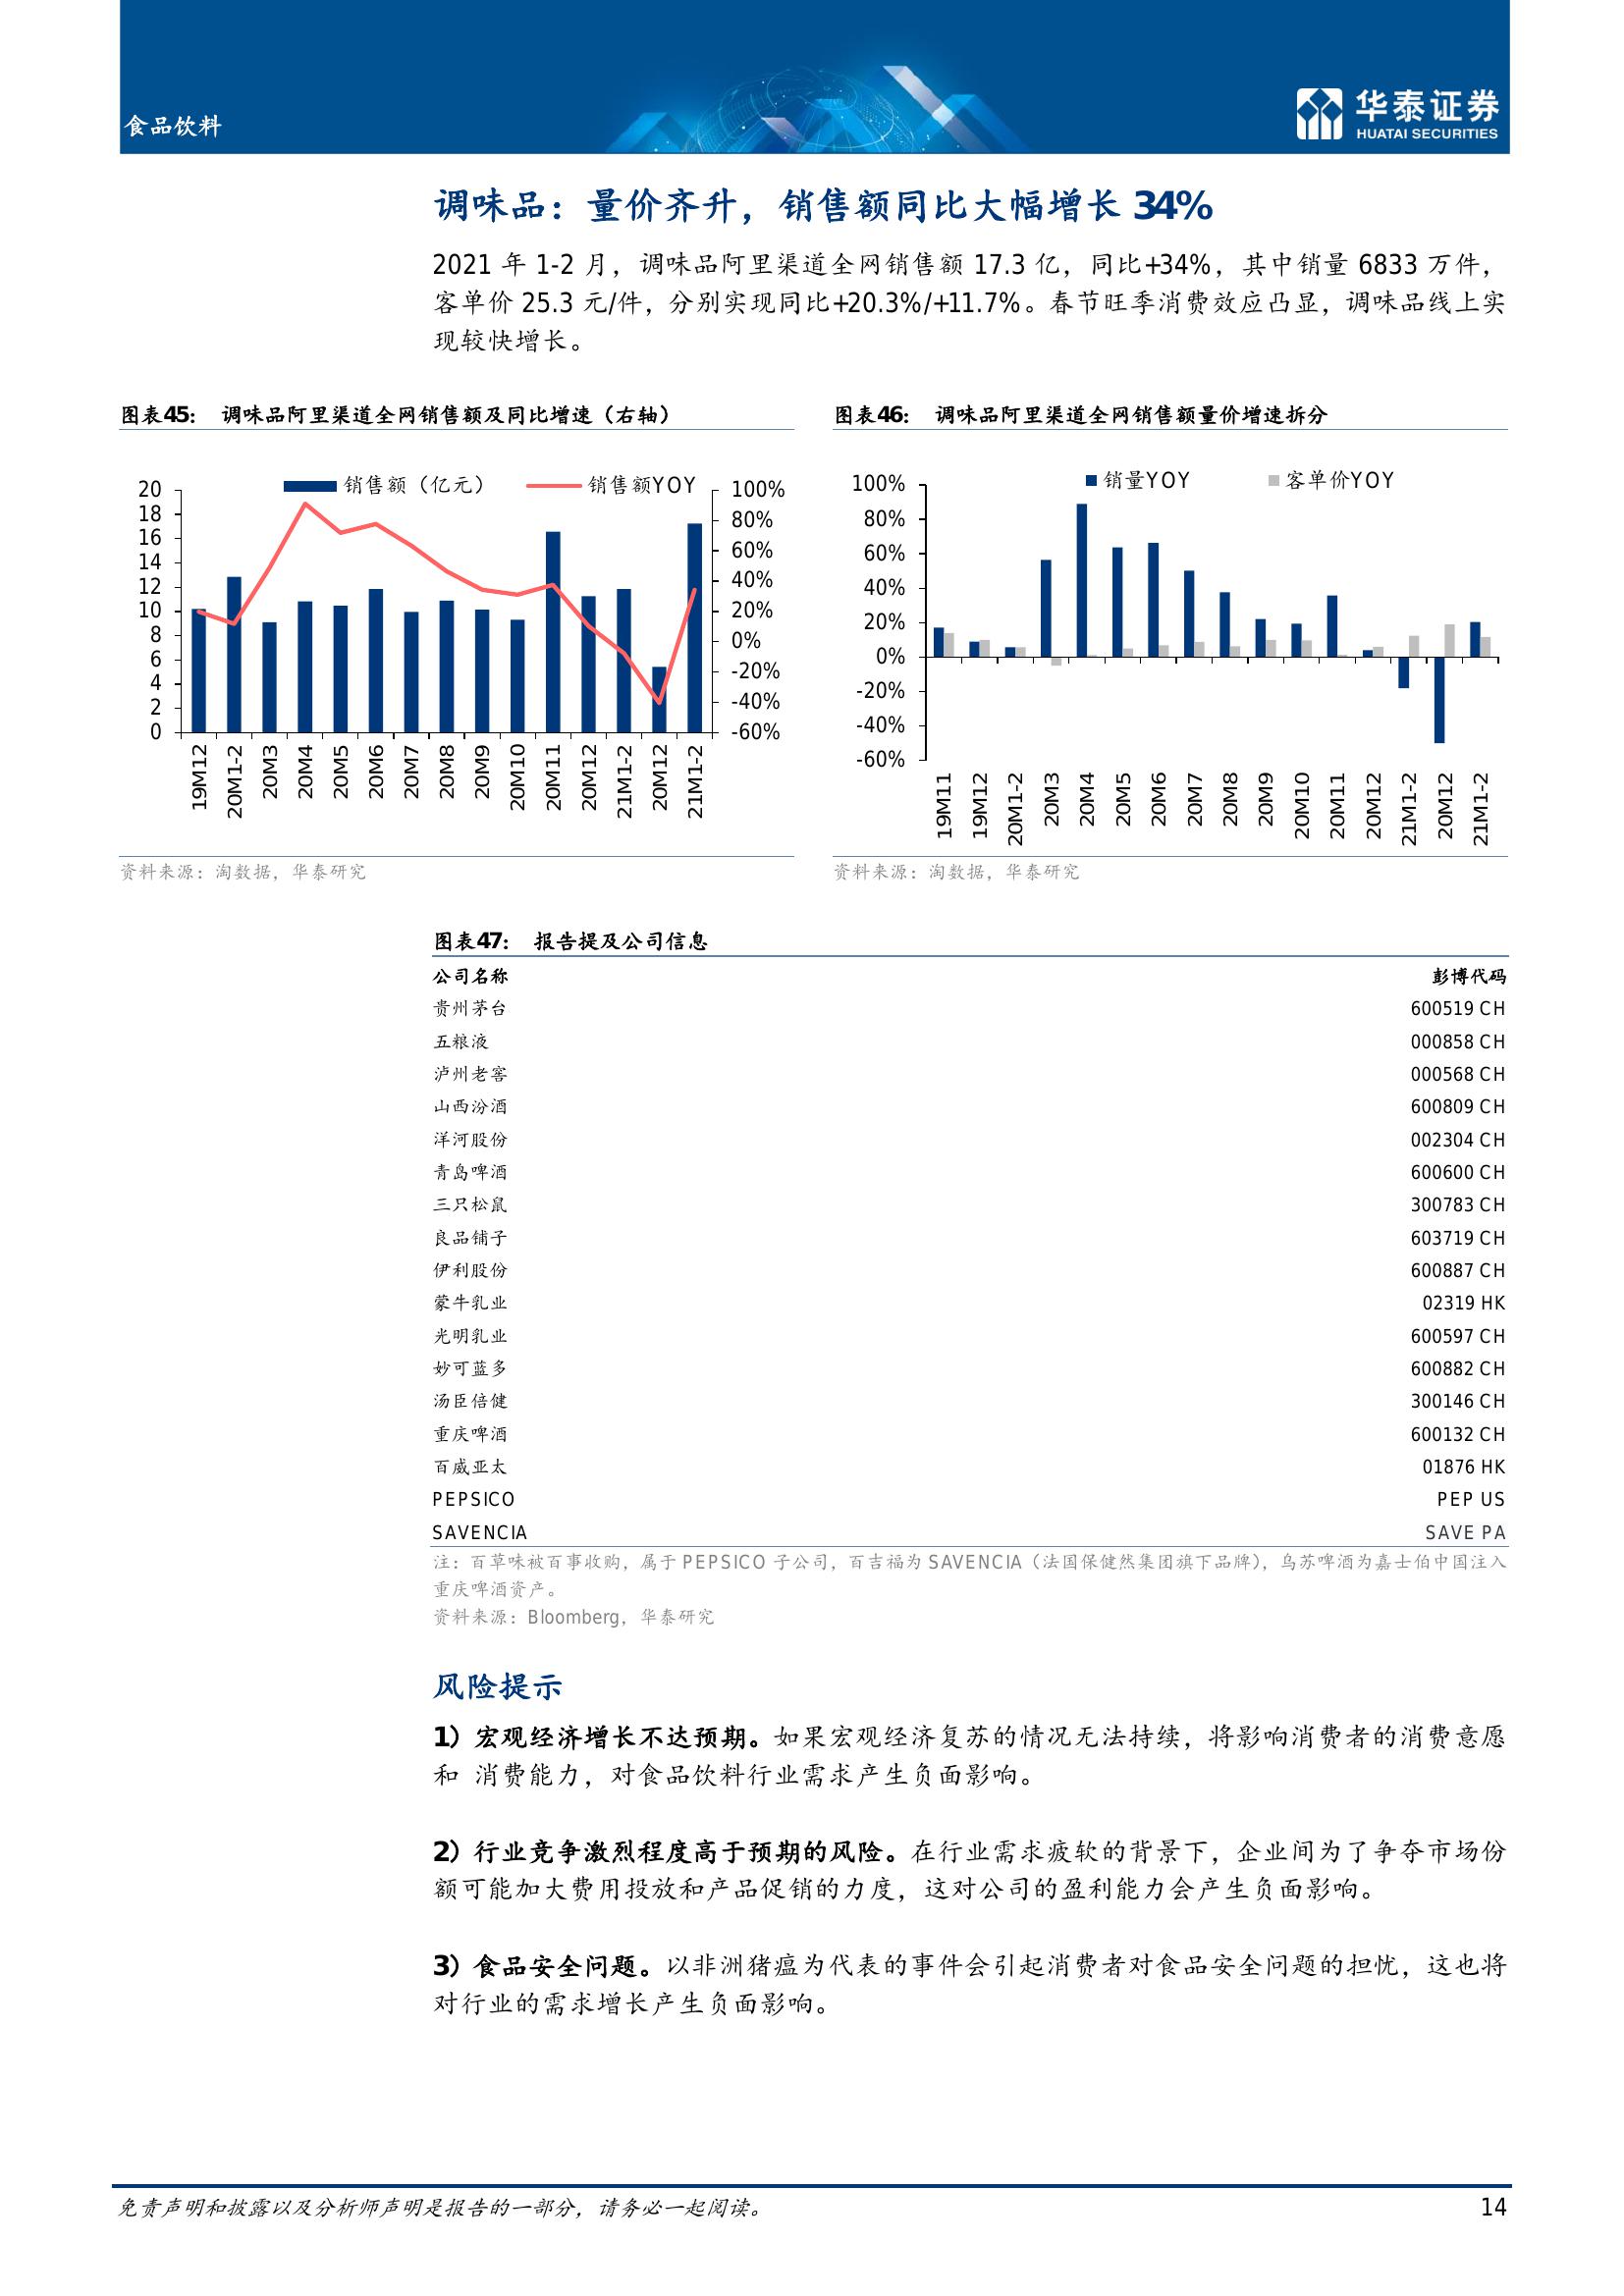 食品饮料
华泰证券
HUATAI SECURITIES
调味品：量价齐升，销售额同比大幅增长 34%
2021 年 1-2 月，调味品阿里渠道全网销售额 17.3 亿，同比+34%，其中销量 6833 万件，
客单价 25.3 元/件，分别实现同比+20.3%/+11.7%。春节旺季消费效应凸显，调味品线上实
现较快增长。
图表45： 调味品阿里渠道全网销售额及同比增速（右轴）
销售额（亿元） 销售额YOY
20
18
16
14
12
10
8
6
4
2
0
100%
80%
60%
40%
20%
0%
-20%
-40%
-60%
19M12
20M1-2
20M3
20M4
20M5
20M6
20M7
20M8
20M9
20M10
20M11
20M12
21M1-2
20M12
21M1-2
资料来源：淘数据，华泰研究
图表46： 调味品阿里渠道全网销售额量价增速拆分
销量YOY 客单价YOY
100%
80%
60%
40%
20%
0%
-20%
-40%
-60%
19M11
19M12
20M1-2
20M3
20M4
20M5
20M6
20M7
20M8
20M9
20M10
20M11
20M12
21M1-2
20M12
21M1-2
资料来源：淘数据，华泰研究
图表47： 报告提及公司信息
公司名称 彭博代码
贵州茅台 600519 CH
五粮液 000858 CH
泸州老窖 000568 CH
山西汾酒 600809 CH
洋河股份 002304 CH
青岛啤酒 600600 CH
三只松鼠 300783 CH
良品铺子 603719 CH
伊利股份 600887 CH
蒙牛乳业 02319 HK
光明乳业 600597 CH
妙可蓝多 600882 CH
汤臣倍健 300146 CH
重庆啤酒 600132 CH
百威亚太 01876 HK
PEPSICO PEP US
SAVENCIA SAVE PA
注：百草味被百事收购，属于 PEPSICO 子公司，百吉福为 SAVENCIA（法国保健然集团旗下品牌），乌苏啤酒为嘉士伯中国注入
重庆啤酒资产。
资料来源：Bloomberg，华泰研究
风险提示
1）宏观经济增长不达预期。如果宏观经济复苏的情况无法持续，将影响消费者的消费意愿
和 消费能力，对食品饮料行业需求产生负面影响。
2）行业竞争激烈程度高于预期的风险。在行业需求疲软的背景下，企业间为了争夺市场份
额可能加大费用投放和产品促销的力度，这对公司的盈利能力会产生负面影响。
3）食品安全问题。以非洲猪瘟为代表的事件会引起消费者对食品安全问题的担忧，这也将
对行业的需求增长产生负面影响。
免责声明和披露以及分析师声明是报告的一部分，请务必一起阅读。 14